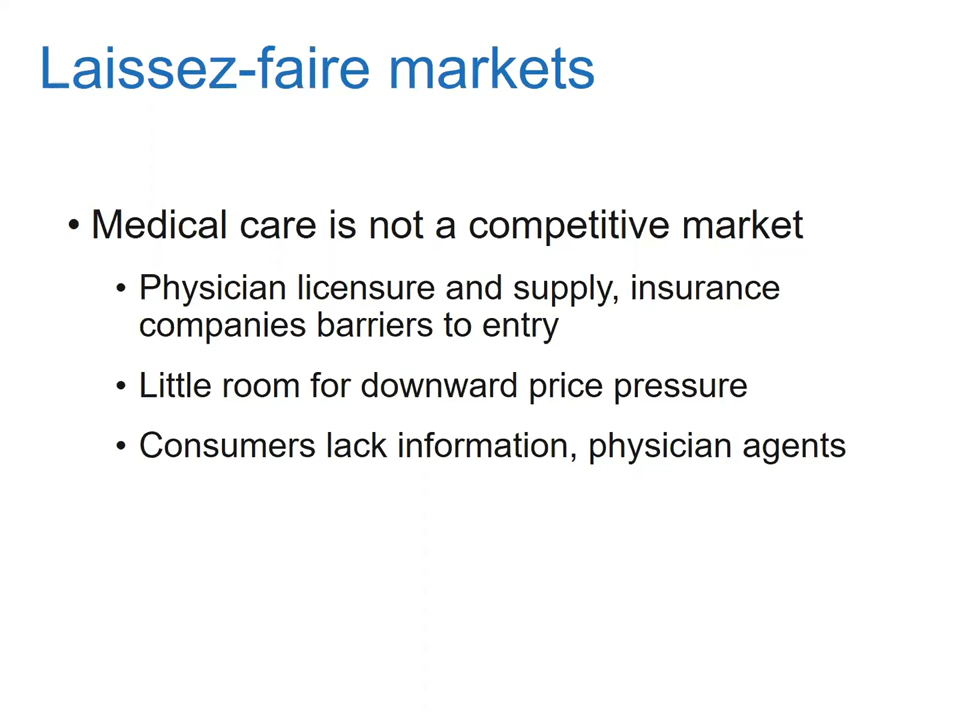 Laissez-faire markets
• Medical care is not a competitive market
• Physician licensure and supply, insurance
companies barriers to entry
• Little room for downward price pressure
• Consumers lack information, physician agents